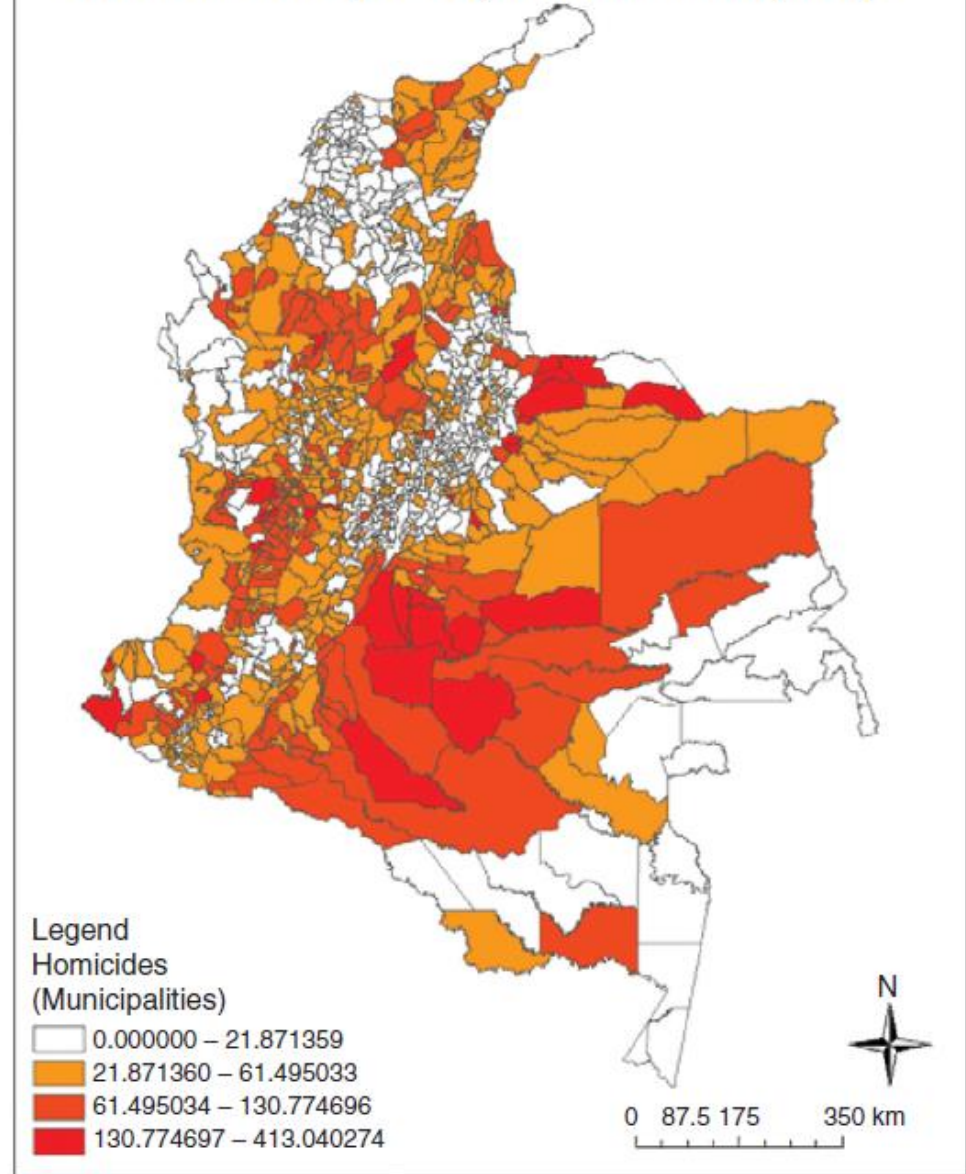 Legend
Homicides
(Municipalities)
0.000000 – 21.871359
21.871360 – 61.495033
61.495034 – 130.774696
130.774697 – 413.040274
N
0 87.5 175 350 km